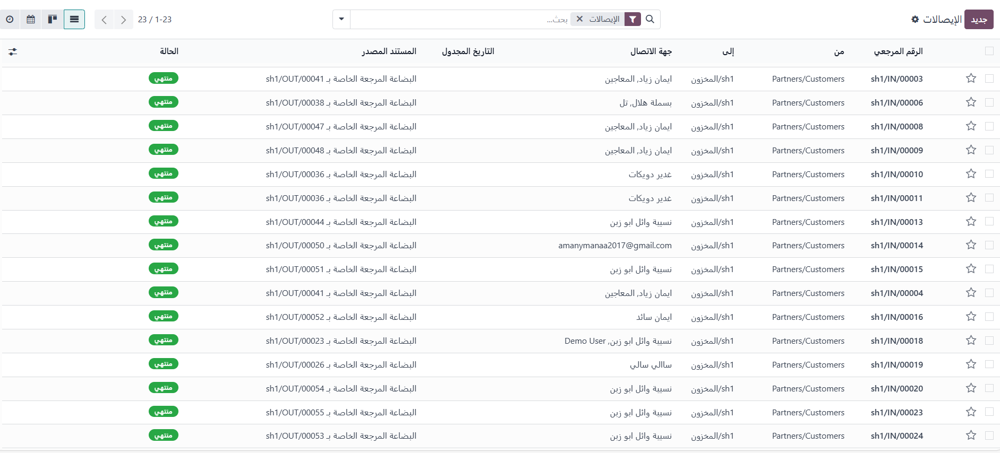 جديد الإيصالات الإيصالات بحث... 23 / 1-23
الرقم المرجعي من إلى جهة الاتصال التاريخ المجدول المستند المصدر الحالة
sh1/IN/00003 Partners/Customers sh1/المخزون ايمان زياد, المعاجين البضاعة المرجعة الخاصة بـ sh1/OUT/00041 منتهي
sh1/IN/00006 Partners/Customers sh1/المخزون بسملة هلال, تل البضاعة المرجعة الخاصة بـ sh1/OUT/00038 منتهي
sh1/IN/00008 Partners/Customers sh1/المخزون ايمان زياد, المعاجين البضاعة المرجعة الخاصة بـ sh1/OUT/00047 منتهي
sh1/IN/00009 Partners/Customers sh1/المخزون ايمان زياد, المعاجين البضاعة المرجعة الخاصة بـ sh1/OUT/00048 منتهي
sh1/IN/00010 Partners/Customers sh1/المخزون غدير دويكات البضاعة المرجعة الخاصة بـ sh1/OUT/00036 منتهي
sh1/IN/00011 Partners/Customers sh1/المخزون غدير دويكات البضاعة المرجعة الخاصة بـ sh1/OUT/00036 منتهي
sh1/IN/00013 Partners/Customers sh1/المخزون نسيبة وائل ابو زبن البضاعة المرجعة الخاصة بـ sh1/OUT/00044 منتهي
sh1/IN/00014 Partners/Customers sh1/المخزون amanymanaa2017@gmail.com البضاعة المرجعة الخاصة بـ sh1/OUT/00050 منتهي
sh1/IN/00015 Partners/Customers sh1/المخزون نسيبة وائل ابو زبن البضاعة المرجعة الخاصة بـ sh1/OUT/00051 منتهي
sh1/IN/00004 Partners/Customers sh1/المخزون ايمان زياد, المعاجين البضاعة المرجعة الخاصة بـ sh1/OUT/00041 منتهي
sh1/IN/00016 Partners/Customers sh1/المخزون ايمان سائد البضاعة المرجعة الخاصة بـ sh1/OUT/00052 منتهي
sh1/IN/00018 Partners/Customers sh1/المخزون نسيبة وائل ابو زبن, Demo User البضاعة المرجعة الخاصة بـ sh1/OUT/00023 منتهي
sh1/IN/00019 Partners/Customers sh1/المخزون ساالي سالي البضاعة المرجعة الخاصة بـ sh1/OUT/00026 منتهي
sh1/IN/00020 Partners/Customers sh1/المخزون نسيبة وائل ابو زبن البضاعة المرجعة الخاصة بـ sh1/OUT/00054 منتهي
sh1/IN/00023 Partners/Customers sh1/المخزون نسيبة وائل ابو زبن البضاعة المرجعة الخاصة بـ sh1/OUT/00055 منتهي
sh1/IN/00024 Partners/Customers sh1/المخزون نسيبة وائل ابو زبن البضاعة المرجعة الخاصة بـ sh1/OUT/00053 منتهي